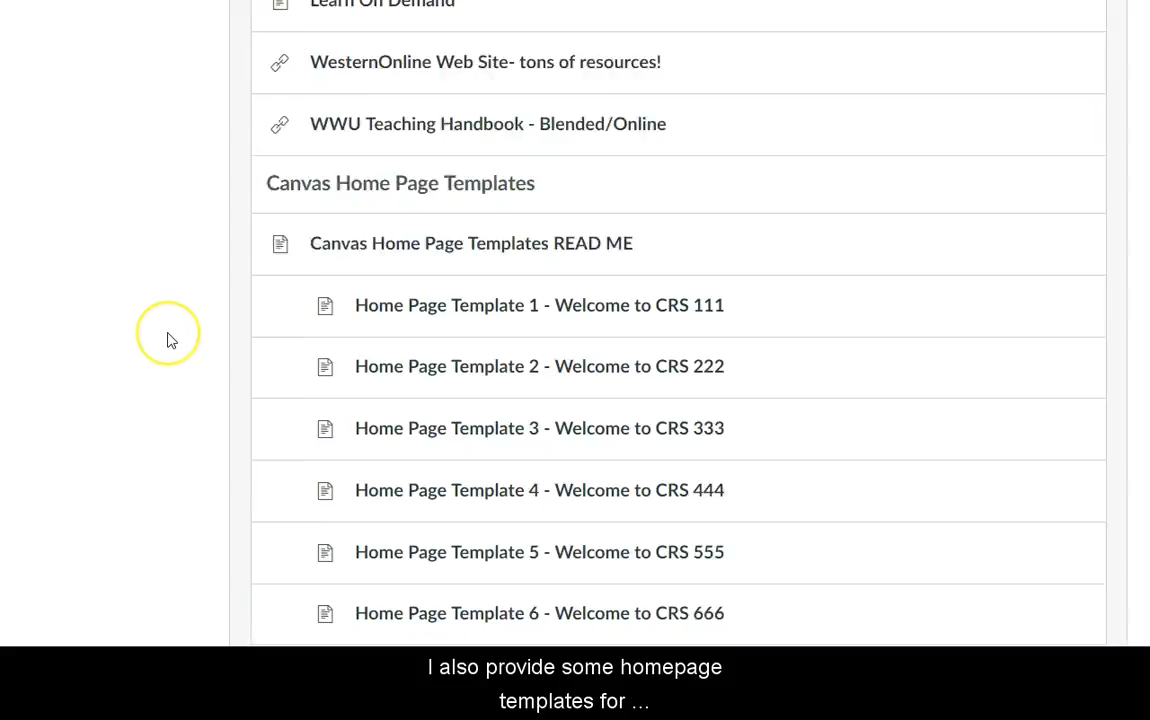 Learn On Demand
WesternOnline Web Site- tons of resources!
WWU Teaching Handbook - Blended/Online
Canvas Home Page Templates
Canvas Home Page Templates READ ME
Home Page Template 1 - Welcome to CRS 111
Home Page Template 2 - Welcome to CRS 222
Home Page Template 3 - Welcome to CRS 333
Home Page Template 4 - Welcome to CRS 444
Home Page Template 5 - Welcome to CRS 555
Home Page Template 6 - Welcome to CRS 666
I also provide some homepage
templates for ...